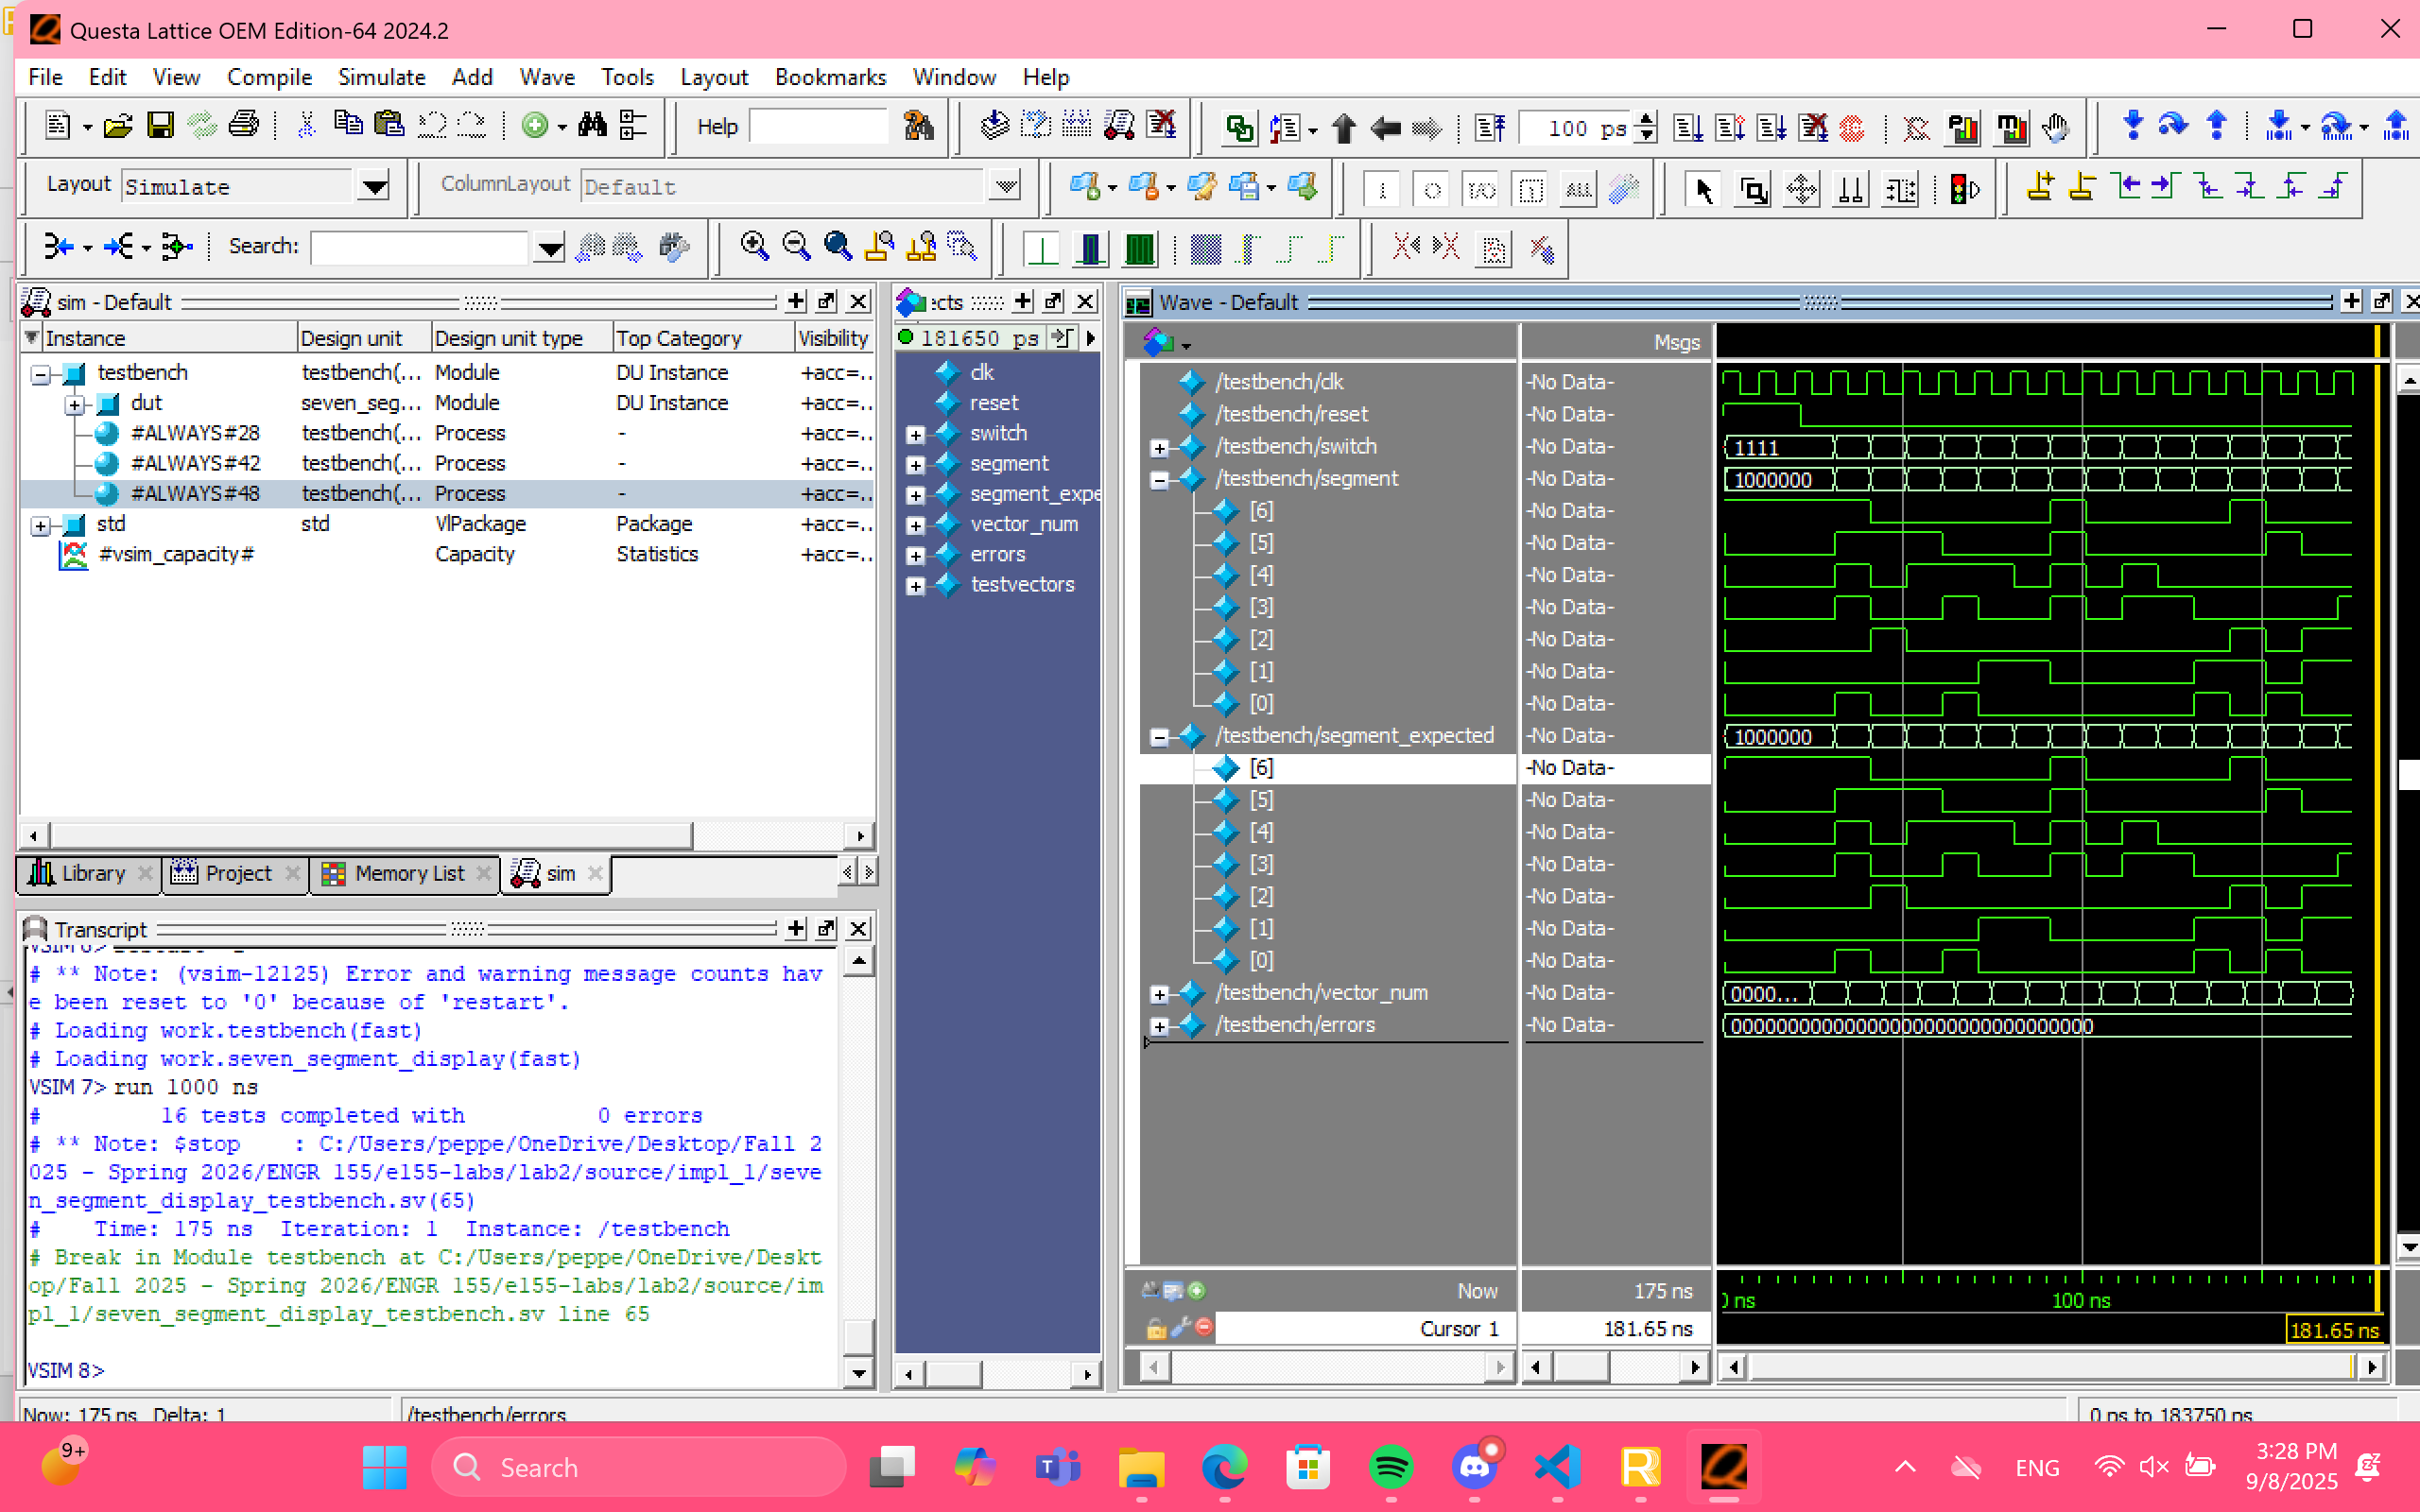 Questa Lattice OEM Edition-64 2024.2
File Edit View Compile Simulate Add Wave Tools Layout Bookmarks Window Help
Help 100 ps
Layout Simulate ColumnLayout Default
Search:
sim - Default
Instance Design unit Design unit type Top Category Visibility
testbench testbench(... Module DU Instance +acc=..
dut seven_seg... Module DU Instance +acc=..
#ALWAYS#28 testbench(... Process - +acc=..
#ALWAYS#42 testbench(... Process - +acc=..
#ALWAYS#48 testbench(... Process - +acc=..
std std VlPackage Package +acc=..
#vsim_capacity# Capacity Statistics +acc=..
Library Project Memory List sim
cts
181650 ps
clk
reset
switch
segment
segment_expe
vector_num
errors
testvectors
Transcript
# ** Note: (vsim-12125) Error and warning message counts hav
e been reset to '0' because of 'restart'.
# Loading work.testbench(fast)
# Loading work.seven_segment_display(fast)
VSIM 7> run 1000 ns
# 16 tests completed with 0 errors
# ** Note: $stop : C:/Users/peppe/OneDrive/Desktop/Fall 2
025 - Spring 2026/ENGR 155/e155-labs/lab2/source/impl_1/seve
n_segment_display_testbench.sv(65)
# Time: 175 ns Iteration: 1 Instance: /testbench
# Break in Module testbench at C:/Users/peppe/OneDrive/Deskt
op/Fall 2025 - Spring 2026/ENGR 155/e155-labs/lab2/source/im
pl_1/seven_segment_display_testbench.sv line 65
VSIM 8>
Wave - Default
Msgs
/testbench/clk -No Data-
/testbench/reset -No Data-
/testbench/switch -No Data- 1111
/testbench/segment -No Data- 1000000
[6] -No Data-
[5] -No Data-
[4] -No Data-
[3] -No Data-
[2] -No Data-
[1] -No Data-
[0] -No Data-
/testbench/segment_expected -No Data- 1000000
[6] -No Data-
[5] -No Data-
[4] -No Data-
[3] -No Data-
[2] -No Data-
[1] -No Data-
[0] -No Data-
/testbench/vector_num -No Data- 0000...
/testbench/errors -No Data- 00000000000000000000000000000000
Now 175 ns 0 ns 100 ns
Cursor 1 181.65 ns 181.65 ns
Now: 175 ns Delta: 1 /testbench/errors 0 ps to 183750 ps
9+ Search ENG 3:28 PM
9/8/2025